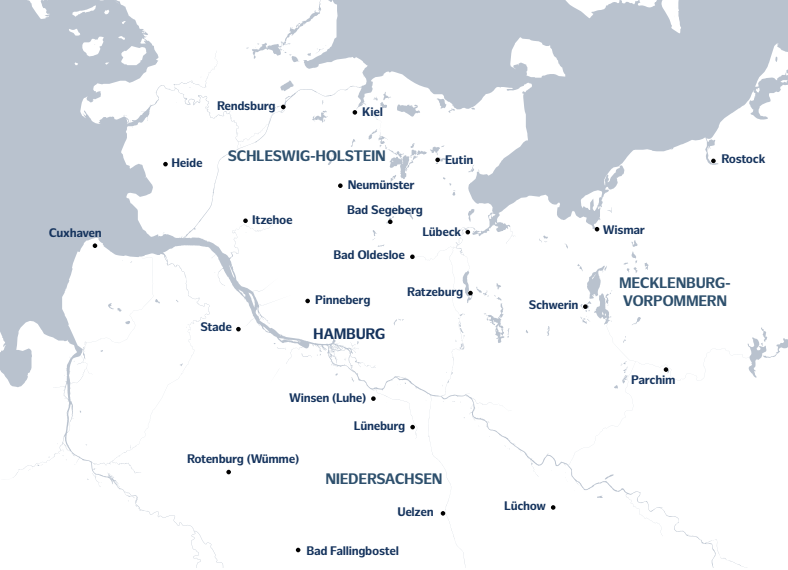 Rendsburg
Kiel
SCHLESWIG-HOLSTEIN
Heide
Eutin
Rostock
Neumünster
Bad Segeberg
Itzehoe
Cuxhaven
Lübeck
Wismar
Bad Oldesloe
MECKLENBURG-
VORPOMMERN
Ratzeburg
Pinneberg
Schwerin
Stade
HAMBURG
Parchim
Winsen (Luhe)
Lüneburg
Rotenburg (Wümme)
NIEDERSACHSEN
Uelzen
Lüchow
Bad Fallingbostel